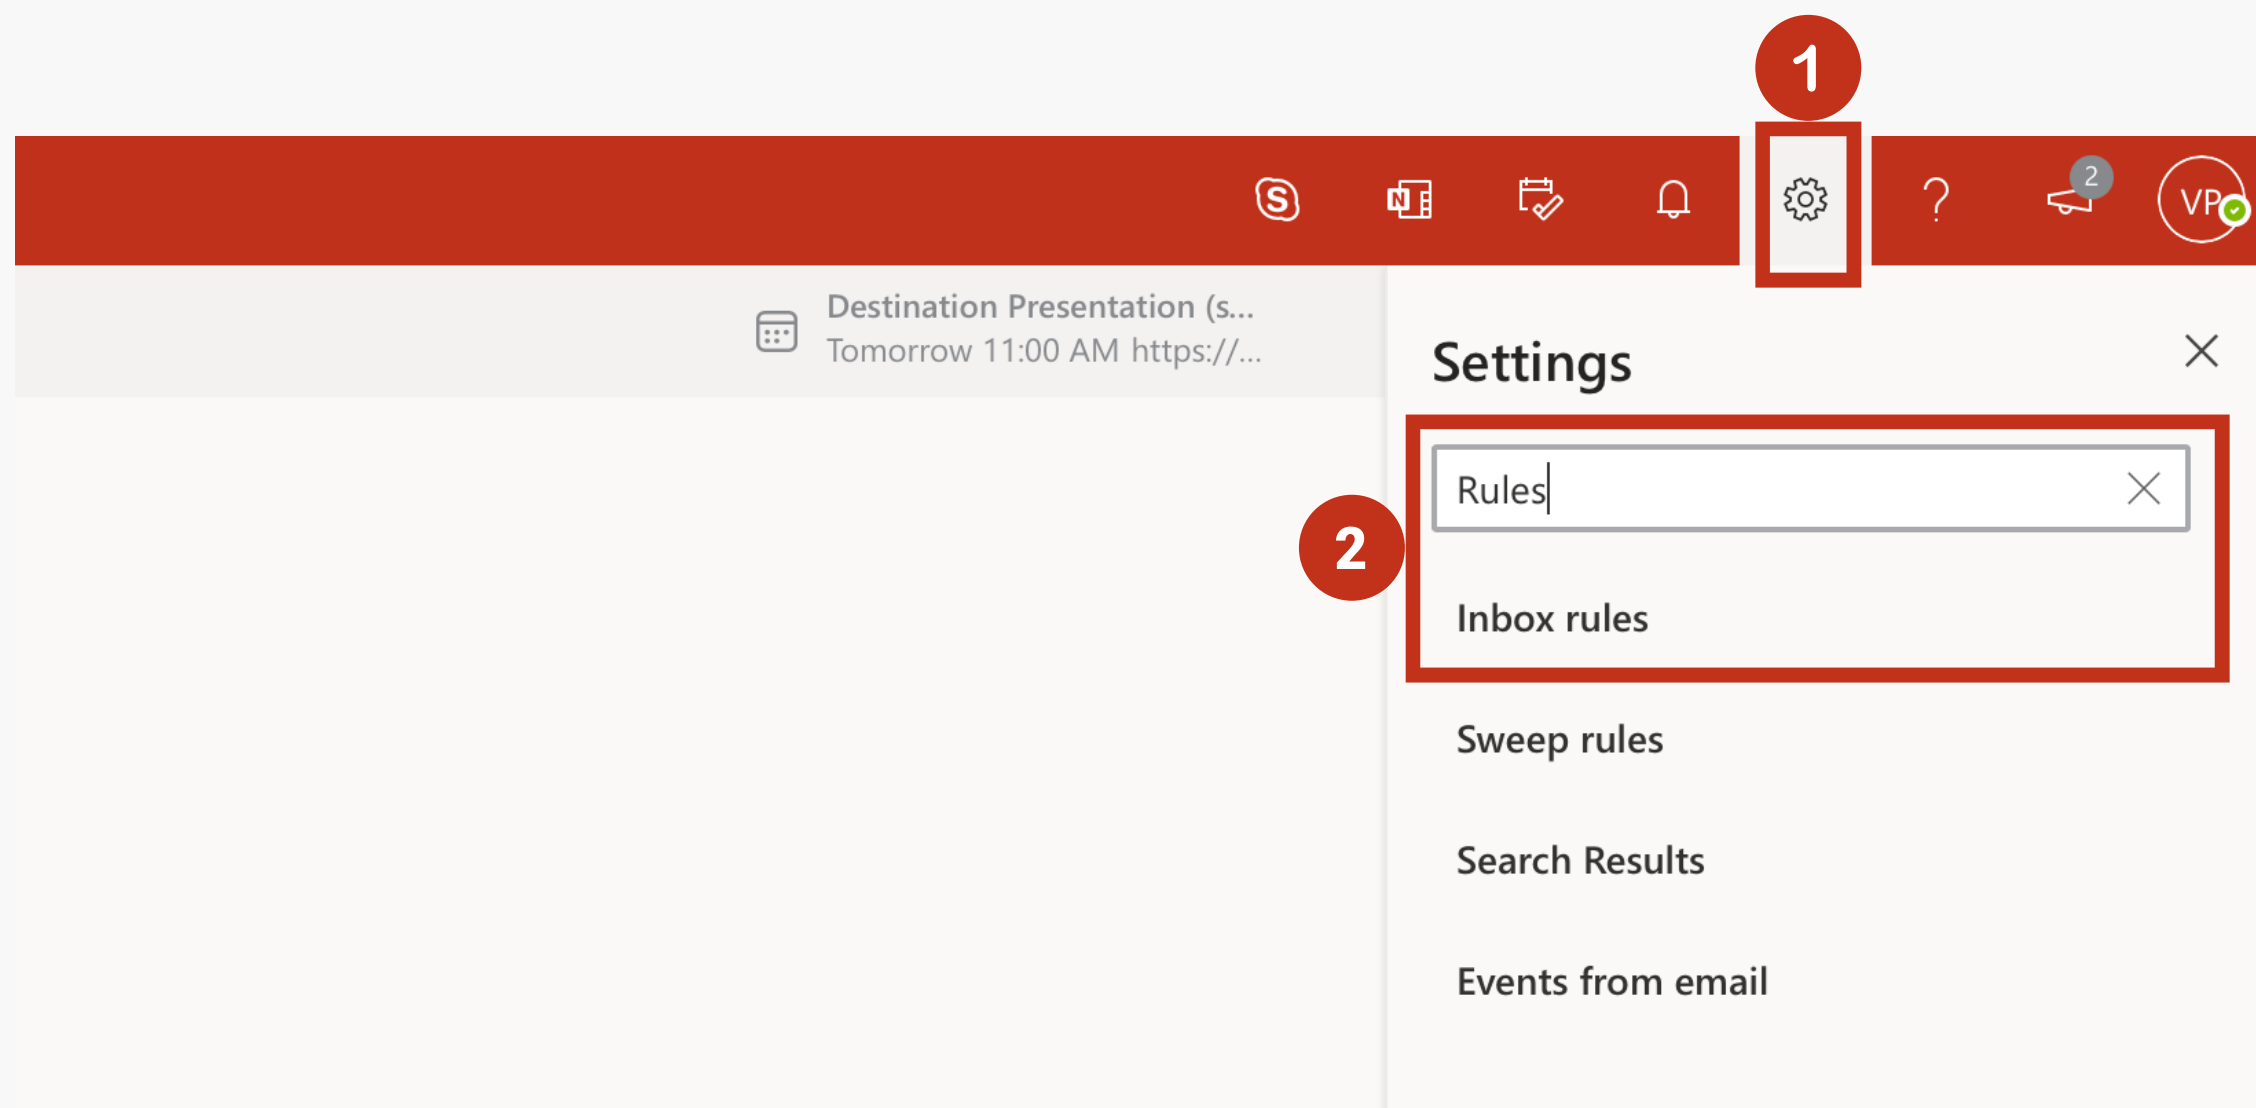 1
S
N
?
2
VP
Destination Presentation (s...
Tomorrow 11:00 AM https://...
Settings
Rules
2
Inbox rules
Sweep rules
Search Results
Events from email